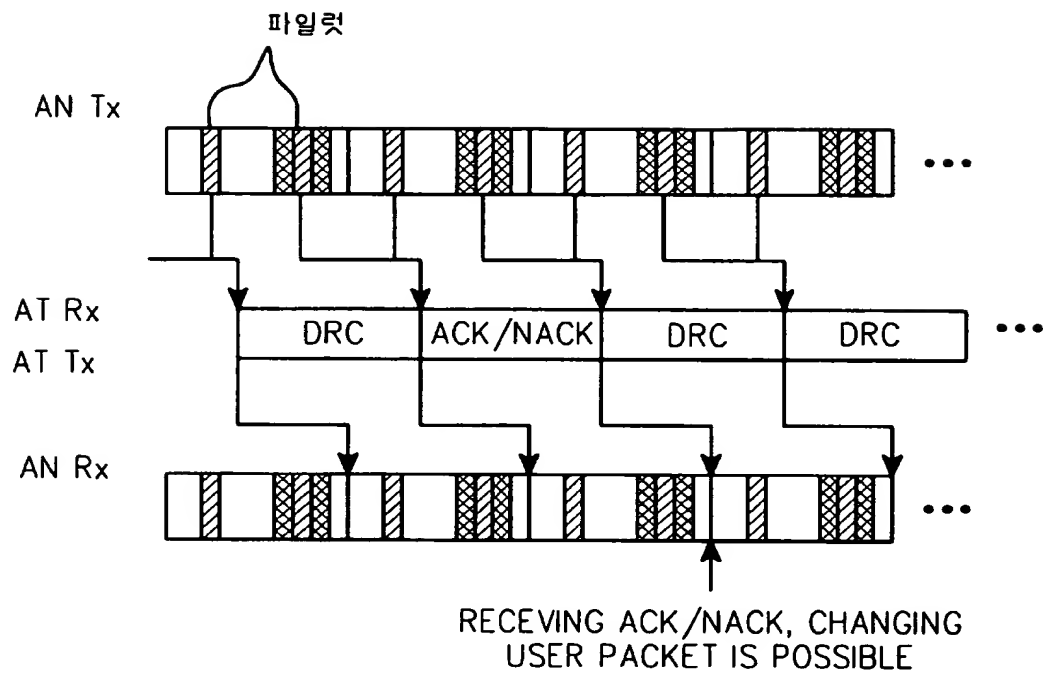 파일럿
AN Tx
•••
AT Rx
DRC ACK/NACK DRC DRC
•••
AT Tx
AN Rx
•••
RECEVING ACK/NACK, CHANGING
USER PACKET IS POSSIBLE